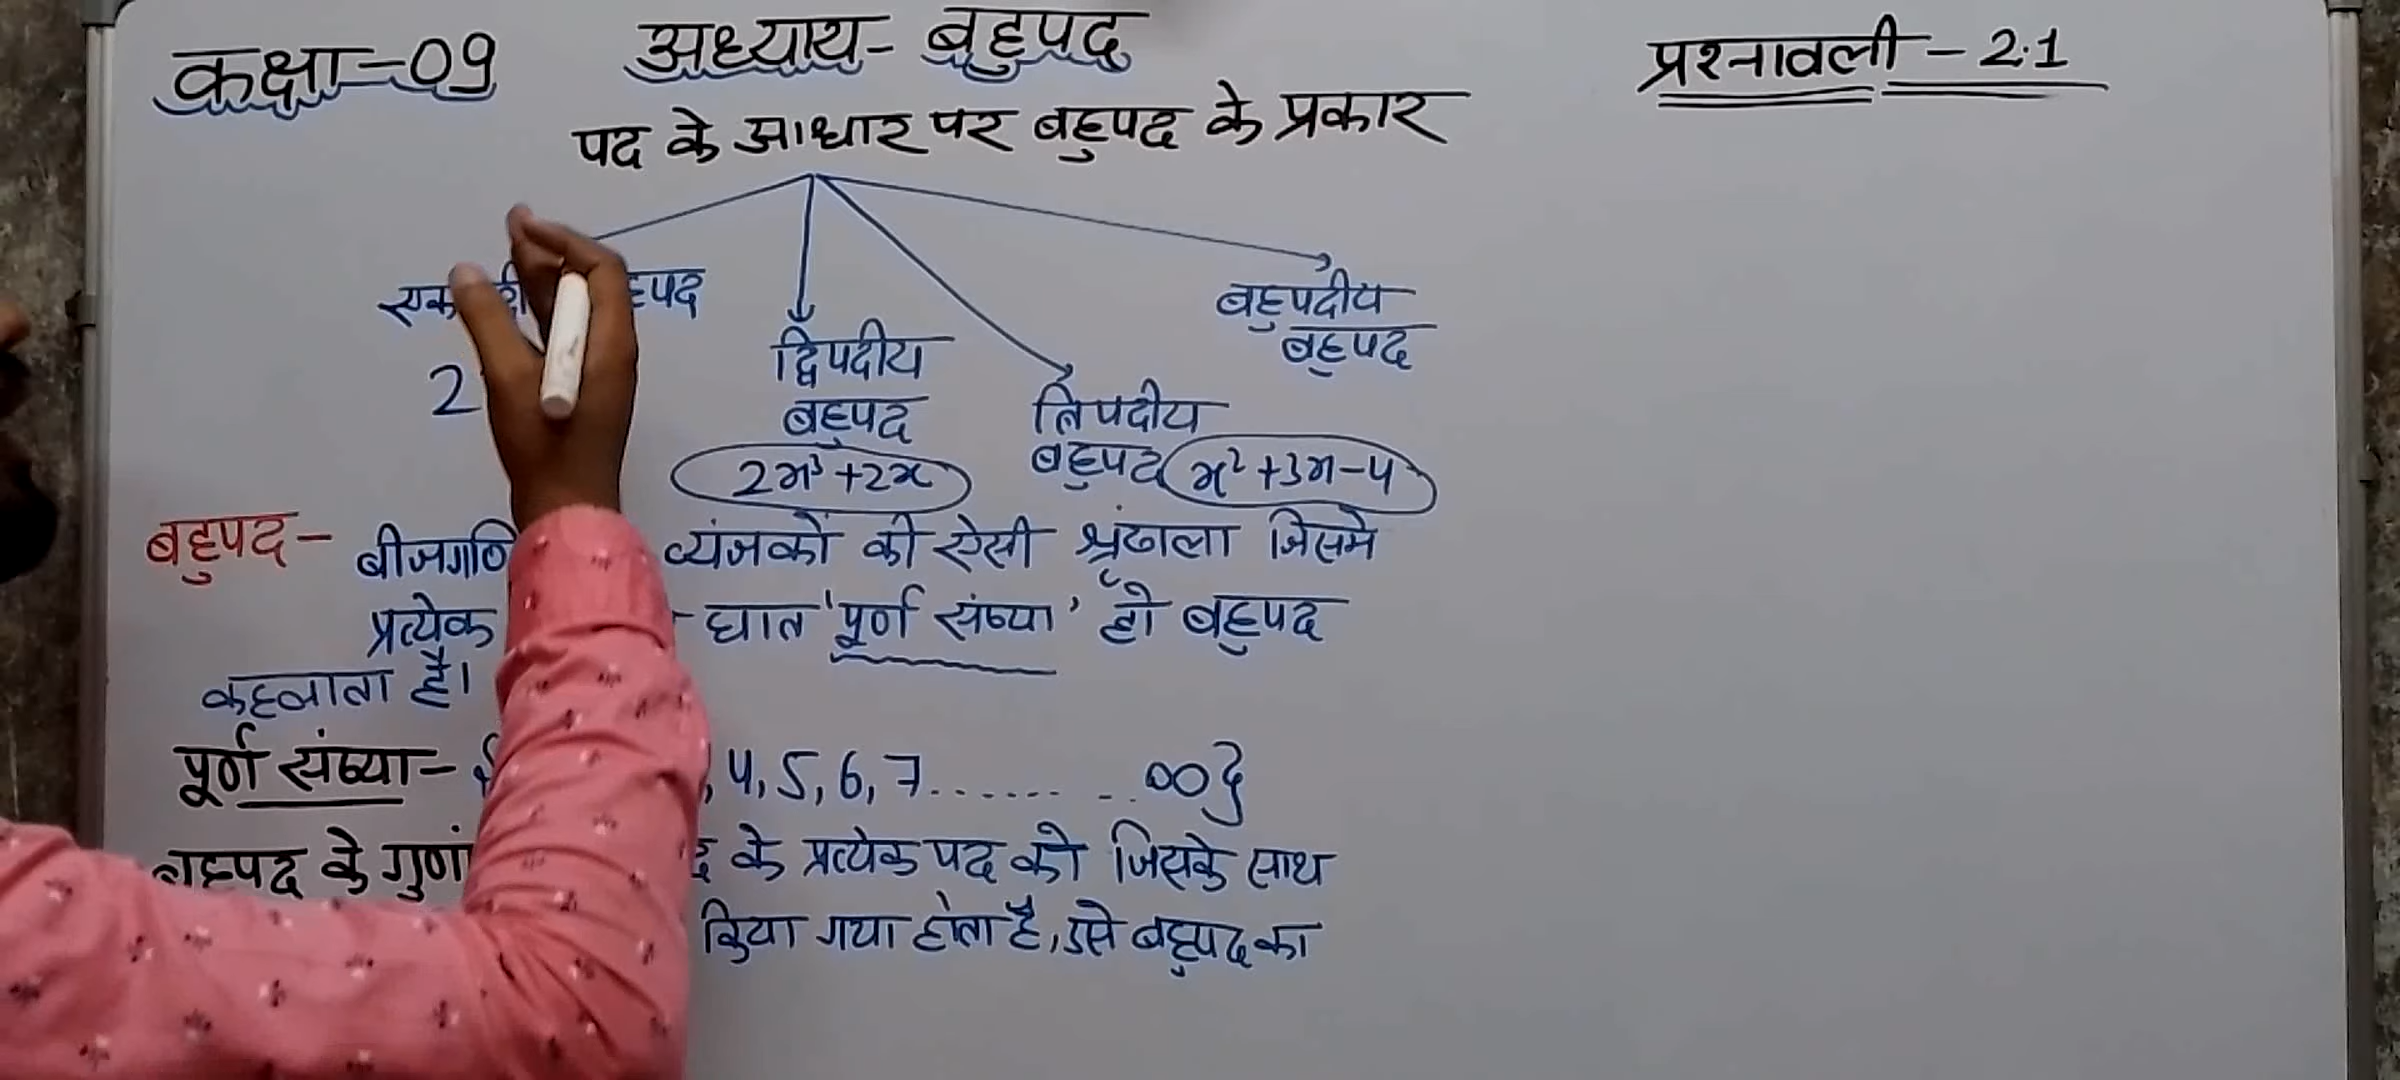 कक्षा-09 अध्याय- बहुपद प्रश्नावली - 2.1
पद के आधार पर बहुपद के प्रकार
बहुपदीय
बहुपद
द्विपदीय
बहुपद
त्रिपदीय
बहुपद
2
2x³+2x
x²+3x-4
बहुपद- व्यंजकों की ऐसी श्रृंखला जिसमे
प्रत्येक घात 'पूर्ण संख्या' हो बहुपद
कहलाता है।
पूर्ण संख्या- 4, 5, 6, 7........ ∞}
बहुपद के के प्रत्येक पद को जिसके साथ
किया गया होता है, उसे बहुपद का